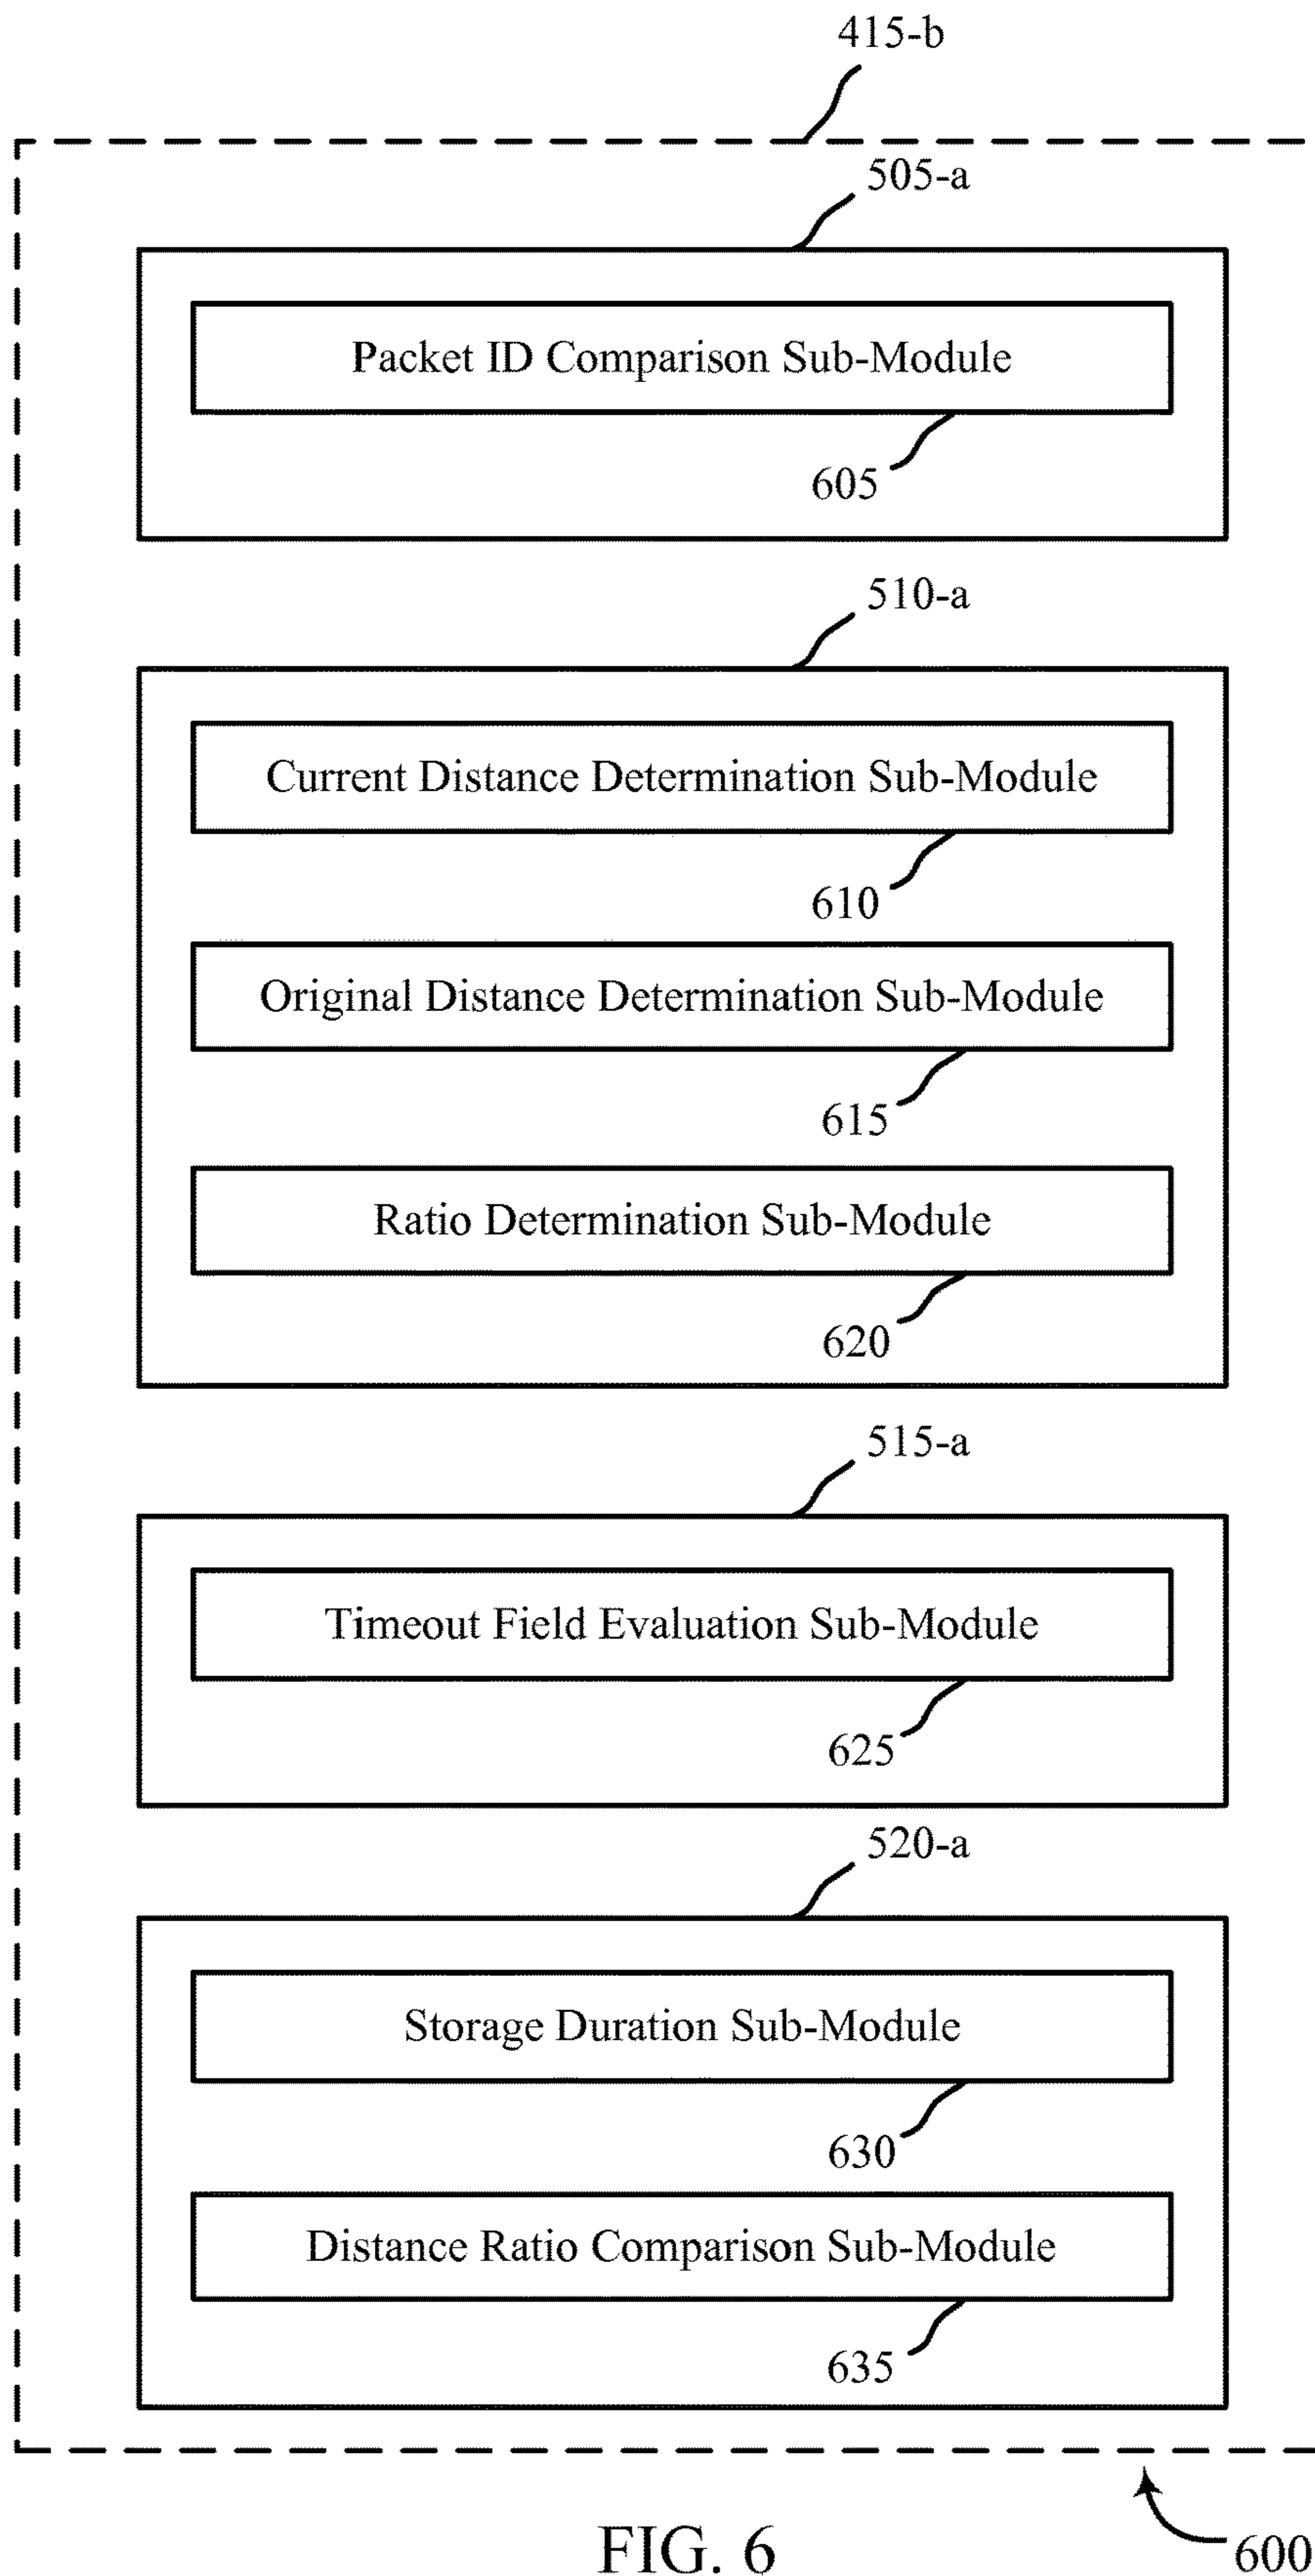 415-b
505-a
Packet ID Comparison Sub-Module
605
510-a
Current Distance Determination Sub-Module
610
Original Distance Determination Sub-Module
615
Ratio Determination Sub-Module
620
515-a
Timeout Field Evaluation Sub-Module
625
520-a
Storage Duration Sub-Module
630
Distance Ratio Comparison Sub-Module
635
FIG. 6
600